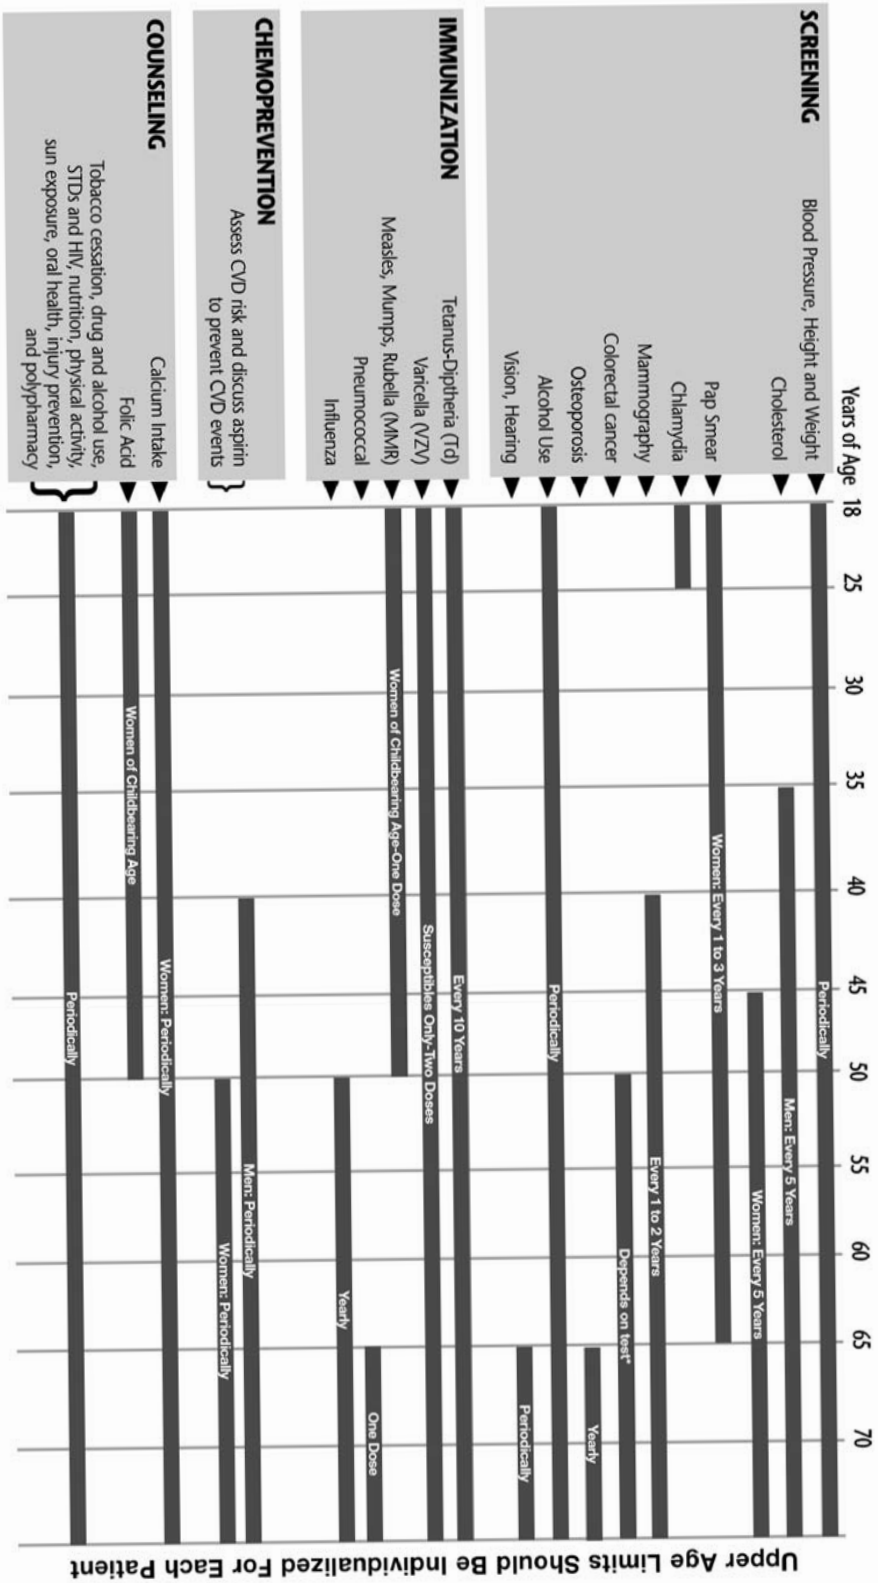 Years of Age 18 25 30 35 40 45 50 55 60 65 70
SCREENING
Blood Pressure, Height and Weight
Periodically
Cholesterol
Men: Every 5 Years
Women: Every 5 Years
Pap Smear
Women: Every 1 to 3 Years
Chlamydia
Mammography
Every 1 to 2 Years
Colorectal cancer
Depends on test*
Osteoporosis
Yearly
Alcohol Use
Periodically
Vision, Hearing
Periodically
IMMUNIZATION
Tetanus-Diptheria (Td)
Every 10 Years
Varicella (VZV)
Susceptibles Only-Two Doses
Measles, Mumps, Rubella (MMR)
Women of Childbearing Age-One Dose
Pneumococcal
One Dose
Influenza
Yearly
CHEMOPREVENTION
Assess CVD risk and discuss aspirin
to prevent CVD events
Men: Periodically
Women: Periodically
COUNSELING
Calcium Intake
Women: Periodically
Folic Acid
Women of Childbearing Age
Tobacco cessation, drug and alcohol use,
STDs and HIV, nutrition, physical activity,
sun exposure, oral health, injury prevention,
and polypharmacy
Periodically
Upper Age Limits Should Be Individualized For Each Patient